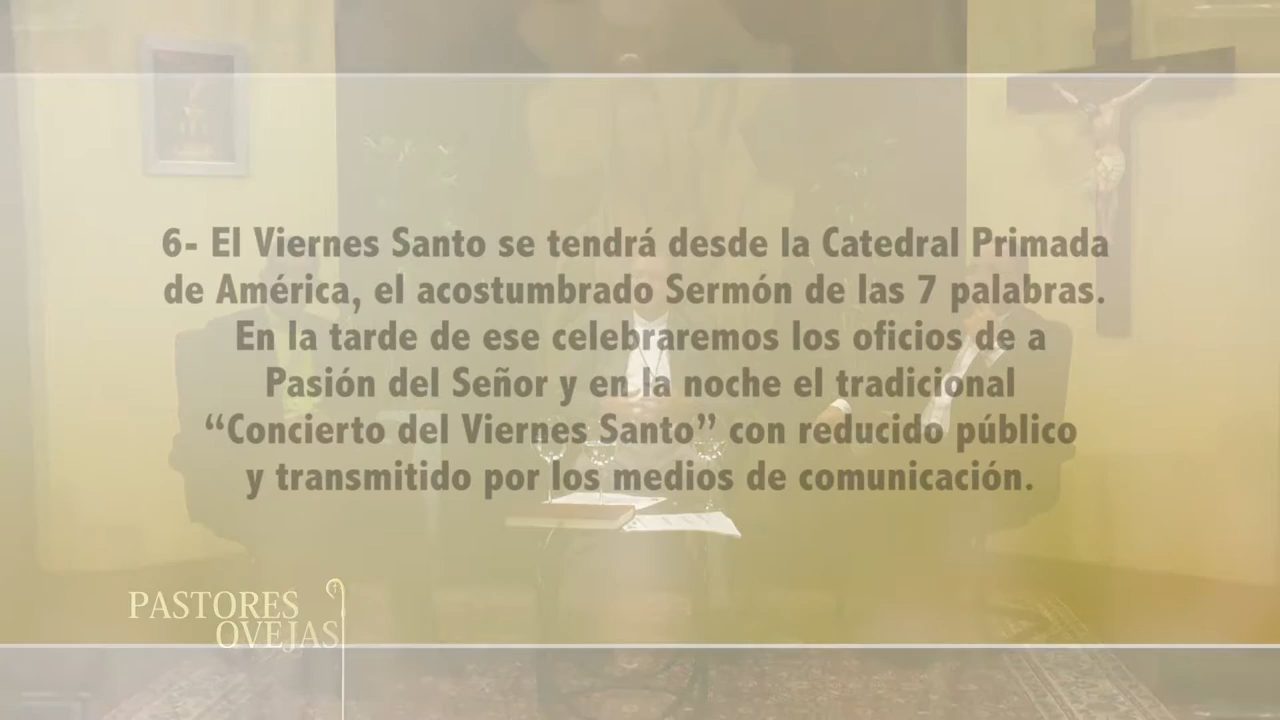 6- El Viernes Santo se tendrá desde la Catedral Primada
de América, el acostumbrado Sermón de las 7 palabras.
En la tarde de ese celebraremos los oficios de a
Pasión del Señor y en la noche el tradicional
“Concierto del Viernes Santo” con reducido público
y transmitido por los medios de comunicación.
PASTORES
OVEJAS